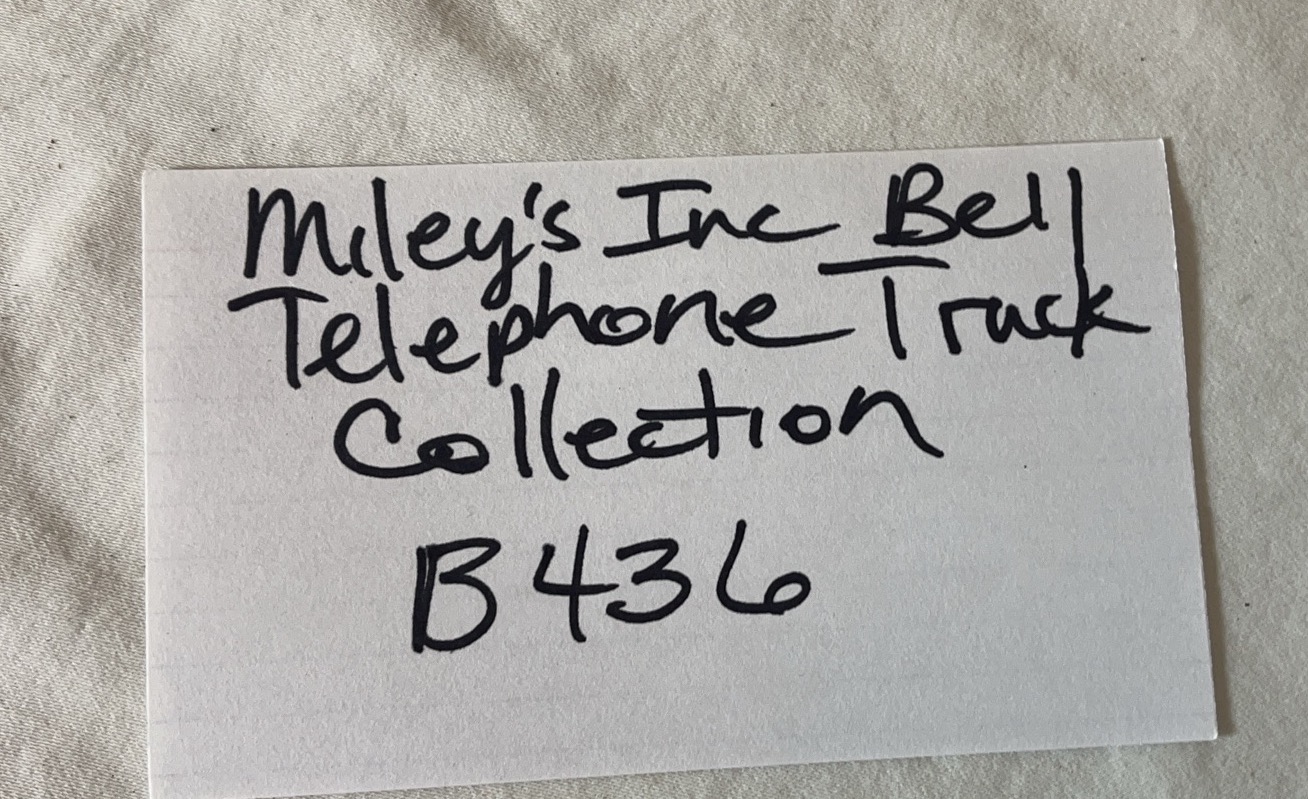 Miley's Inc Bell
Telephone Truck
Collection
B436